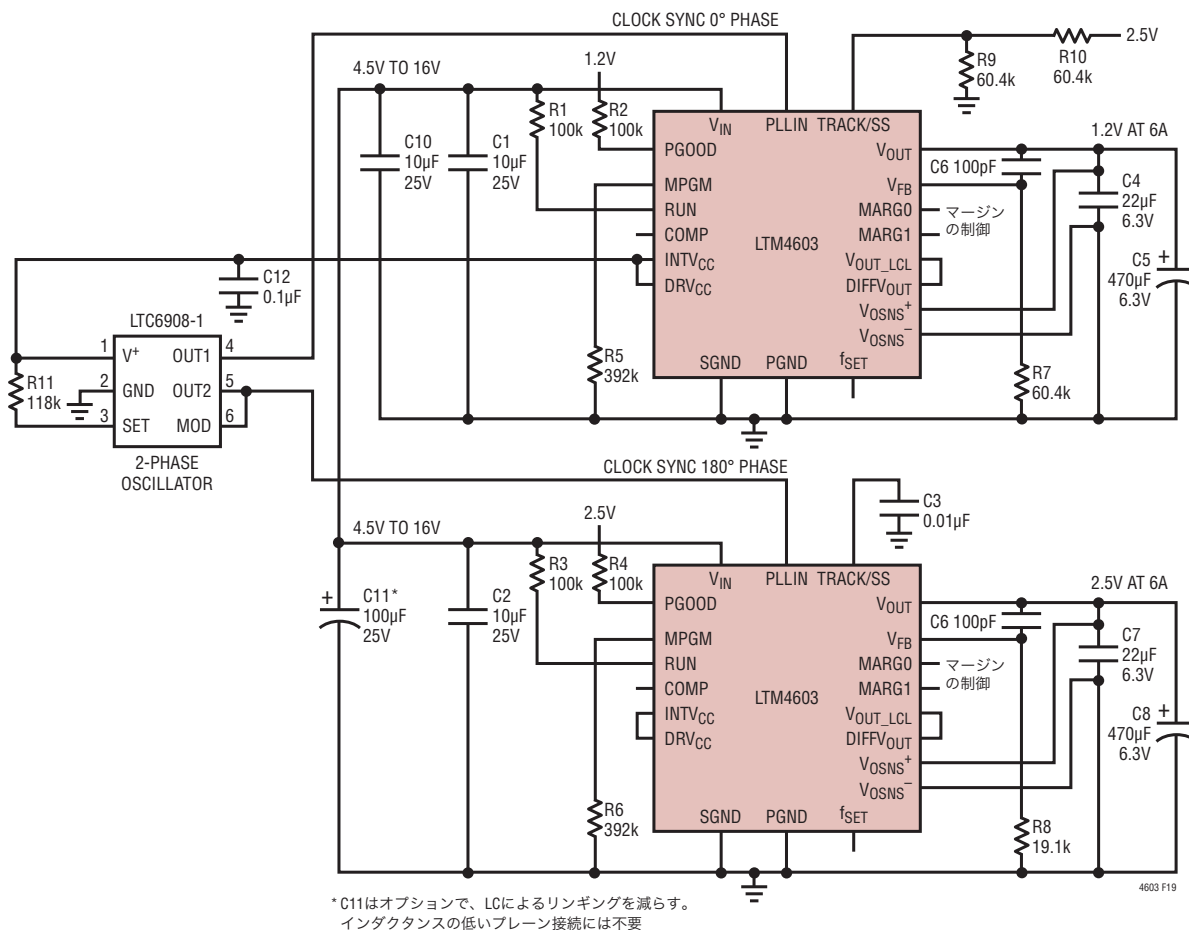 CLOCK SYNC 0° PHASE
R9
60.4k
R10
60.4k
2.5V
4.5V TO 16V
1.2V
C10
10µF
25V
C1
10µF
25V
R1
100k
R2
100k
VIN
PLLIN
TRACK/SS
PGOOD
MPGM
RUN
COMP
INTVCC
DRVCC
LTM4603
VOUT
VFB
MARG0
MARG1
VOUT_LCL
DIFFVOUT
VOSNS+
VOSNS–
SGND
PGND
fSET
マージン
の制御
1.2V AT 6A
C6 100pF
C4
22µF
6.3V
C5
+
470µF
6.3V
R5
392k
R7
60.4k
C12
0.1µF
LTC6908-1
1
V+
OUT1
4
2
GND
OUT2
5
3
SET
MOD
6
R11
118k
2-PHASE
OSCILLATOR
CLOCK SYNC 180° PHASE
C3
0.01µF
4.5V TO 16V
2.5V
+
C11*
100µF
25V
C2
10µF
25V
R3
100k
R4
100k
VIN
PLLIN
TRACK/SS
PGOOD
MPGM
RUN
COMP
INTVCC
DRVCC
LTM4603
VOUT
VFB
MARG0
MARG1
VOUT_LCL
DIFFVOUT
VOSNS+
VOSNS–
SGND
PGND
fSET
マージン
の制御
2.5V AT 6A
C6 100pF
C7
22µF
6.3V
C8
+
470µF
6.3V
R6
392k
R8
19.1k
4603 F19
* C11はオプションで、LCによるリンギングを減らす。
インダクタンスの低いプレーン接続には不要